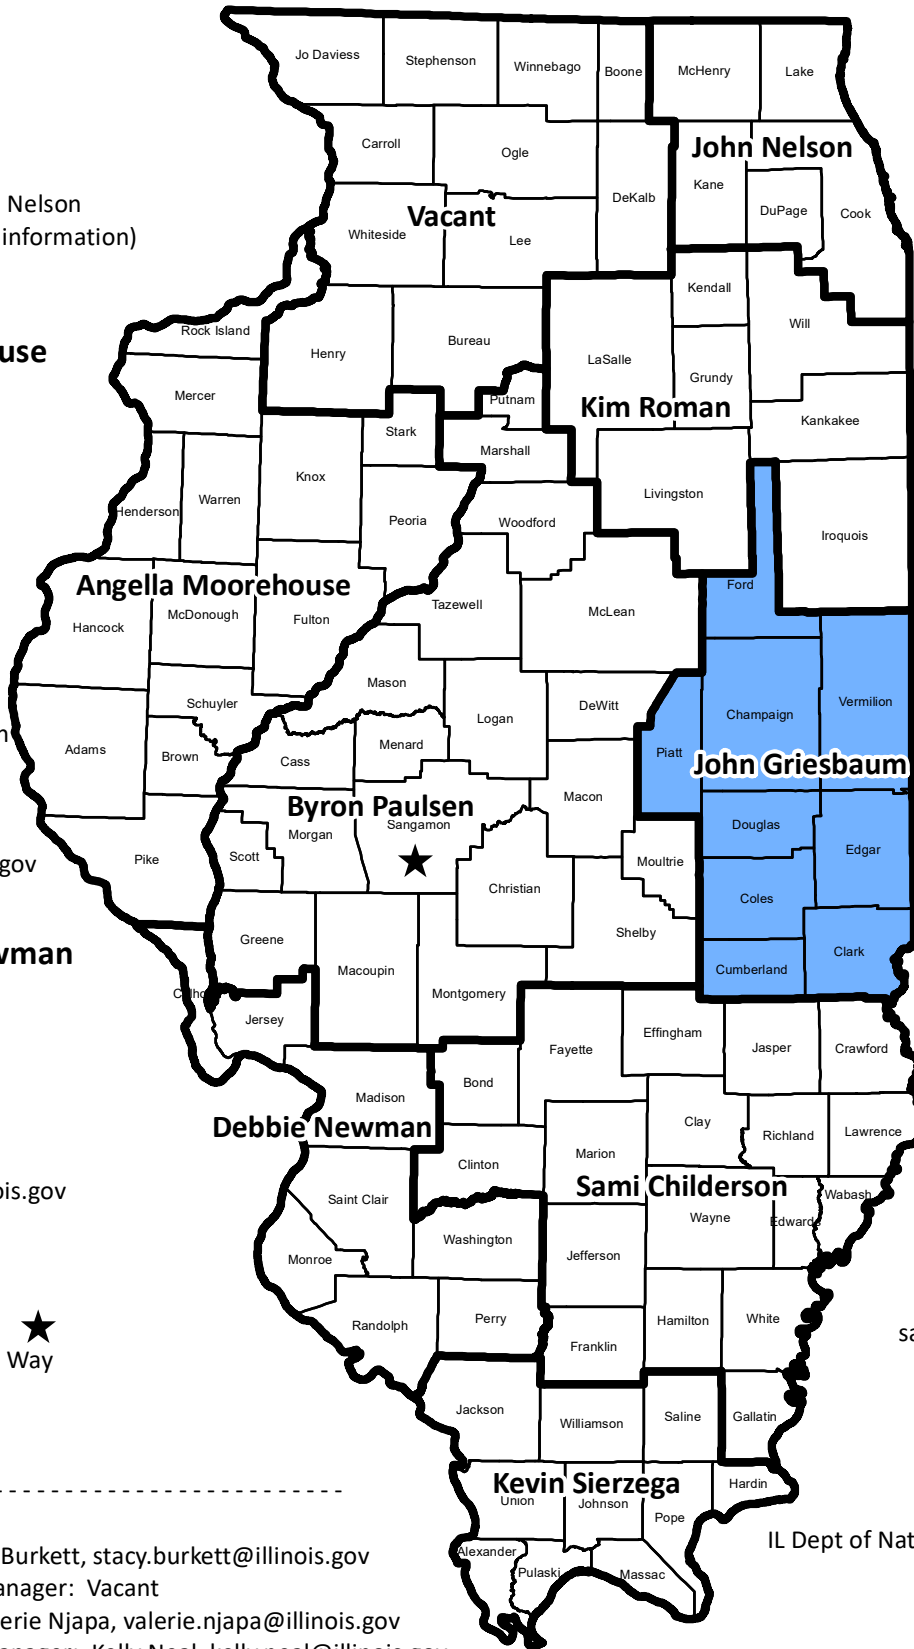 Jo Daviess
Stephenson
Winnebago
Boone
McHenry
Lake
Carroll
Ogle
DeKalb
John Nelson
Kane
DuPage
Cook
Nelson
information)
Whiteside
Vacant
Lee
Kendall
Will
Rock Island
Henry
Bureau
LaSalle
Grundy
use
Mercer
Putnam
Kim Roman
Kankakee
Stark
Marshall
Henderson
Warren
Knox
Peoria
Woodford
Livingston
Iroquois
Angella Moorehouse
Hancock
McDonough
Fulton
Tazewell
McLean
Ford
Schuyler
Mason
Logan
DeWitt
Champaign
Vermilion
Adams
Brown
Cass
Menard
Piatt
John Griesbaum
Byron Paulsen
Macon
Morgan
Sangamon
Douglas
Edgar
Pike
gov
Scott
Christian
Moultrie
Coles
Greene
Shelby
wman
Macoupin
Montgomery
Cumberland
Clark
Jersey
Effingham
Fayette
Jasper
Crawford
Madison
Bond
Debbie Newman
Clay
Richland
Lawrence
Clinton
Marion
ois.gov
Saint Clair
Sami Childerson
Wabash
Wayne
Edwards
Monroe
Washington
Jefferson
Randolph
Perry
Franklin
Hamilton
White
sa
Way
Jackson
Williamson
Saline
Gallatin
Kevin Sierzega
Union
Johnson
Pope
Hardin
IL Dept of Nat
Alexander
Pulaski
Massac
Burkett, stacy.burkett@illinois.gov
anager: Vacant
erie Njapa, valerie.njapa@illinois.gov